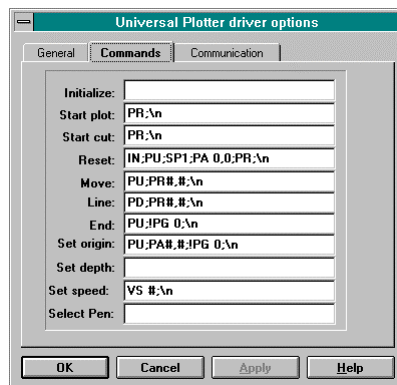 Universal Plotter driver options
General Commands Communication
Initialize:
Start plot: PR;\n
Start cut: PR;\n
Reset: IN;PU;SP1;PA 0,0;PR;\n
Move: PU;PR#,#;\n
Line: PD;PR#,#;\n
End: PU;!PG 0;\n
Set origin: PU;PA#,#;!PG 0;\n
Set depth:
Set speed: VS #;\n
Select Pen:
OK Cancel Apply Help